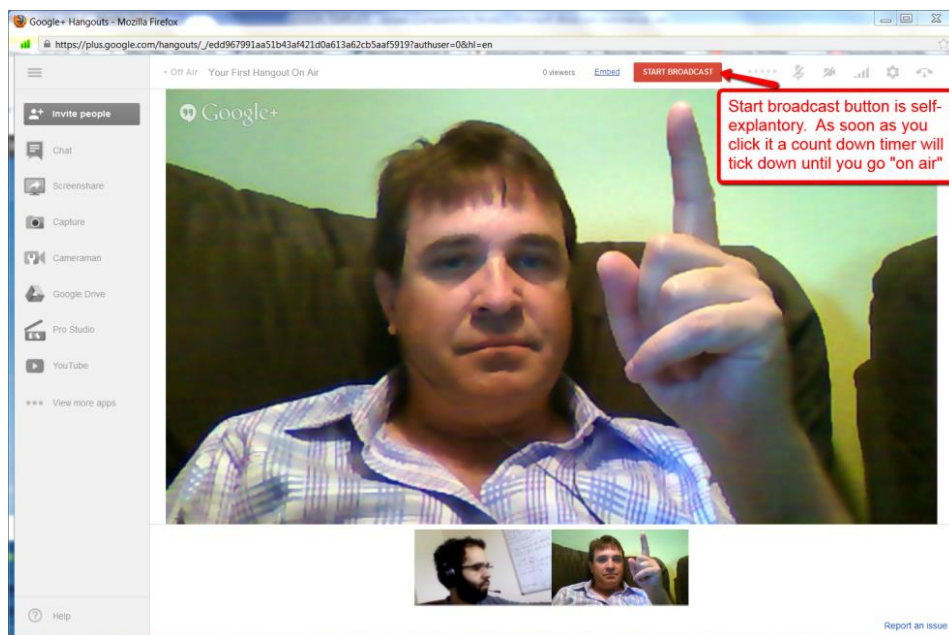 Google+ Hangouts - Mozilla Firefox
https://plus.google.com/hangouts/_/edd967991aa51b43af421d0a613a62cb5aaf5919?authuser=0&hl=en
Off Air Your First Hangout On Air 0 viewers Embed START BROADCAST
Start broadcast button is self-
explantory. As soon as you
click it a count down timer will
tick down until you go "on air"
Google+
Invite people
Chat
Screenshare
Capture
Cameraman
Google Drive
Pro Studio
YouTube
View more apps
Help
Report an issue